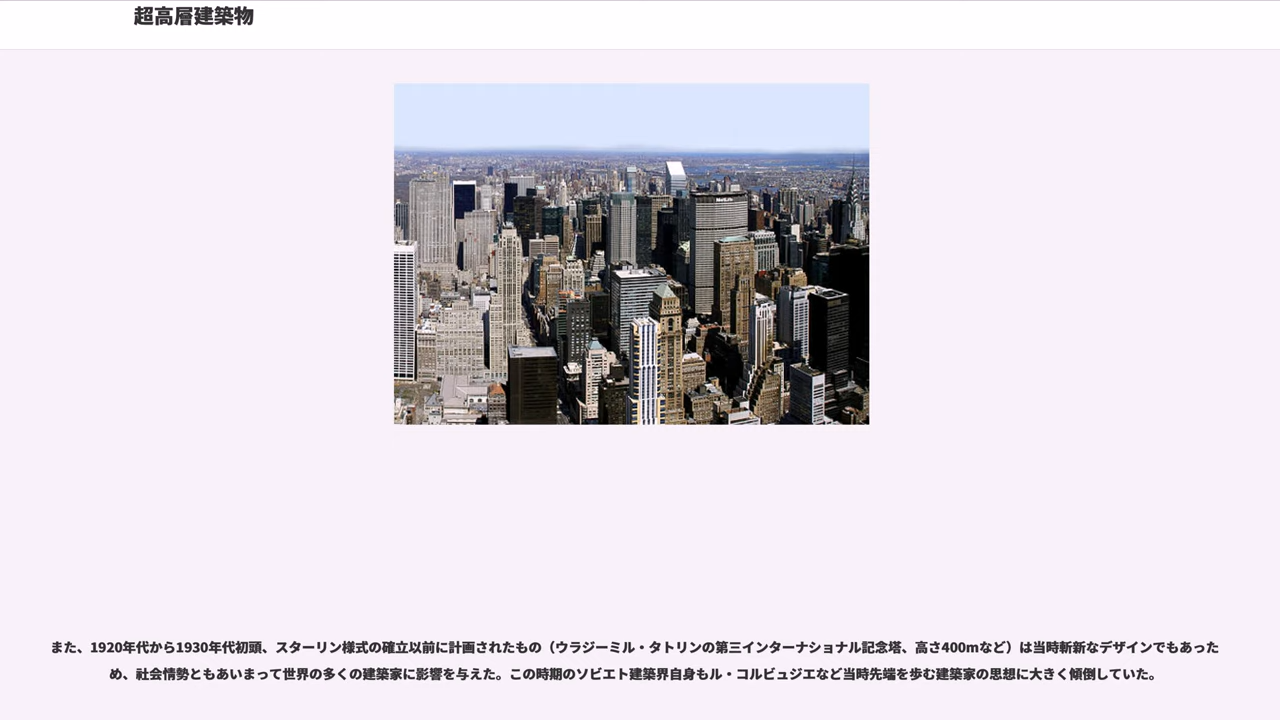 超高層建築物
MetLife
また、1920年代から1930年代初頭、スターリン様式の確立以前に計画されたもの（ウラジーミル・タトリンの第三インターナショナル記念塔、高さ400mなど）は当時斬新なデザインでもあった
め、社会情勢ともあいまって世界の多くの建築家に影響を与えた。この時期のソビエト建築界自身もル・コルビュジエなど当時先端を歩む建築家の思想に大きく傾倒していた。